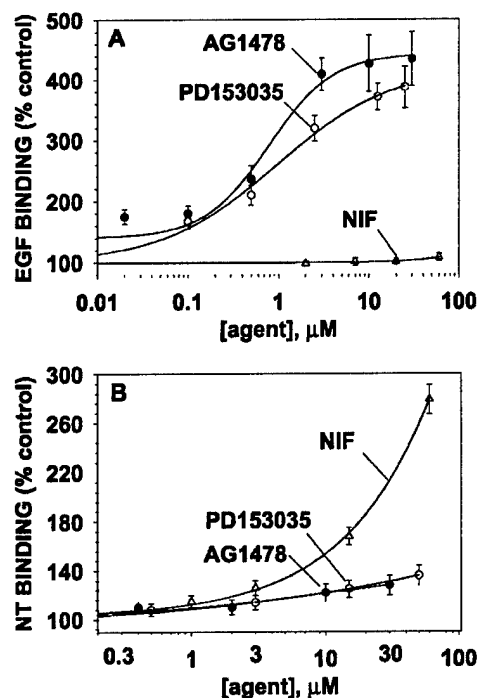 A
EGF BINDING (% control)
500
400
300
200
100
AG1478
PD153035
NIF
0.01 0.1 1 10 100
[agent], μM
B
NT BINDING (% control)
300
260
220
180
140
100
NIF
PD153035
AG1478
0.3 1 3 10 30 100
[agent], μM